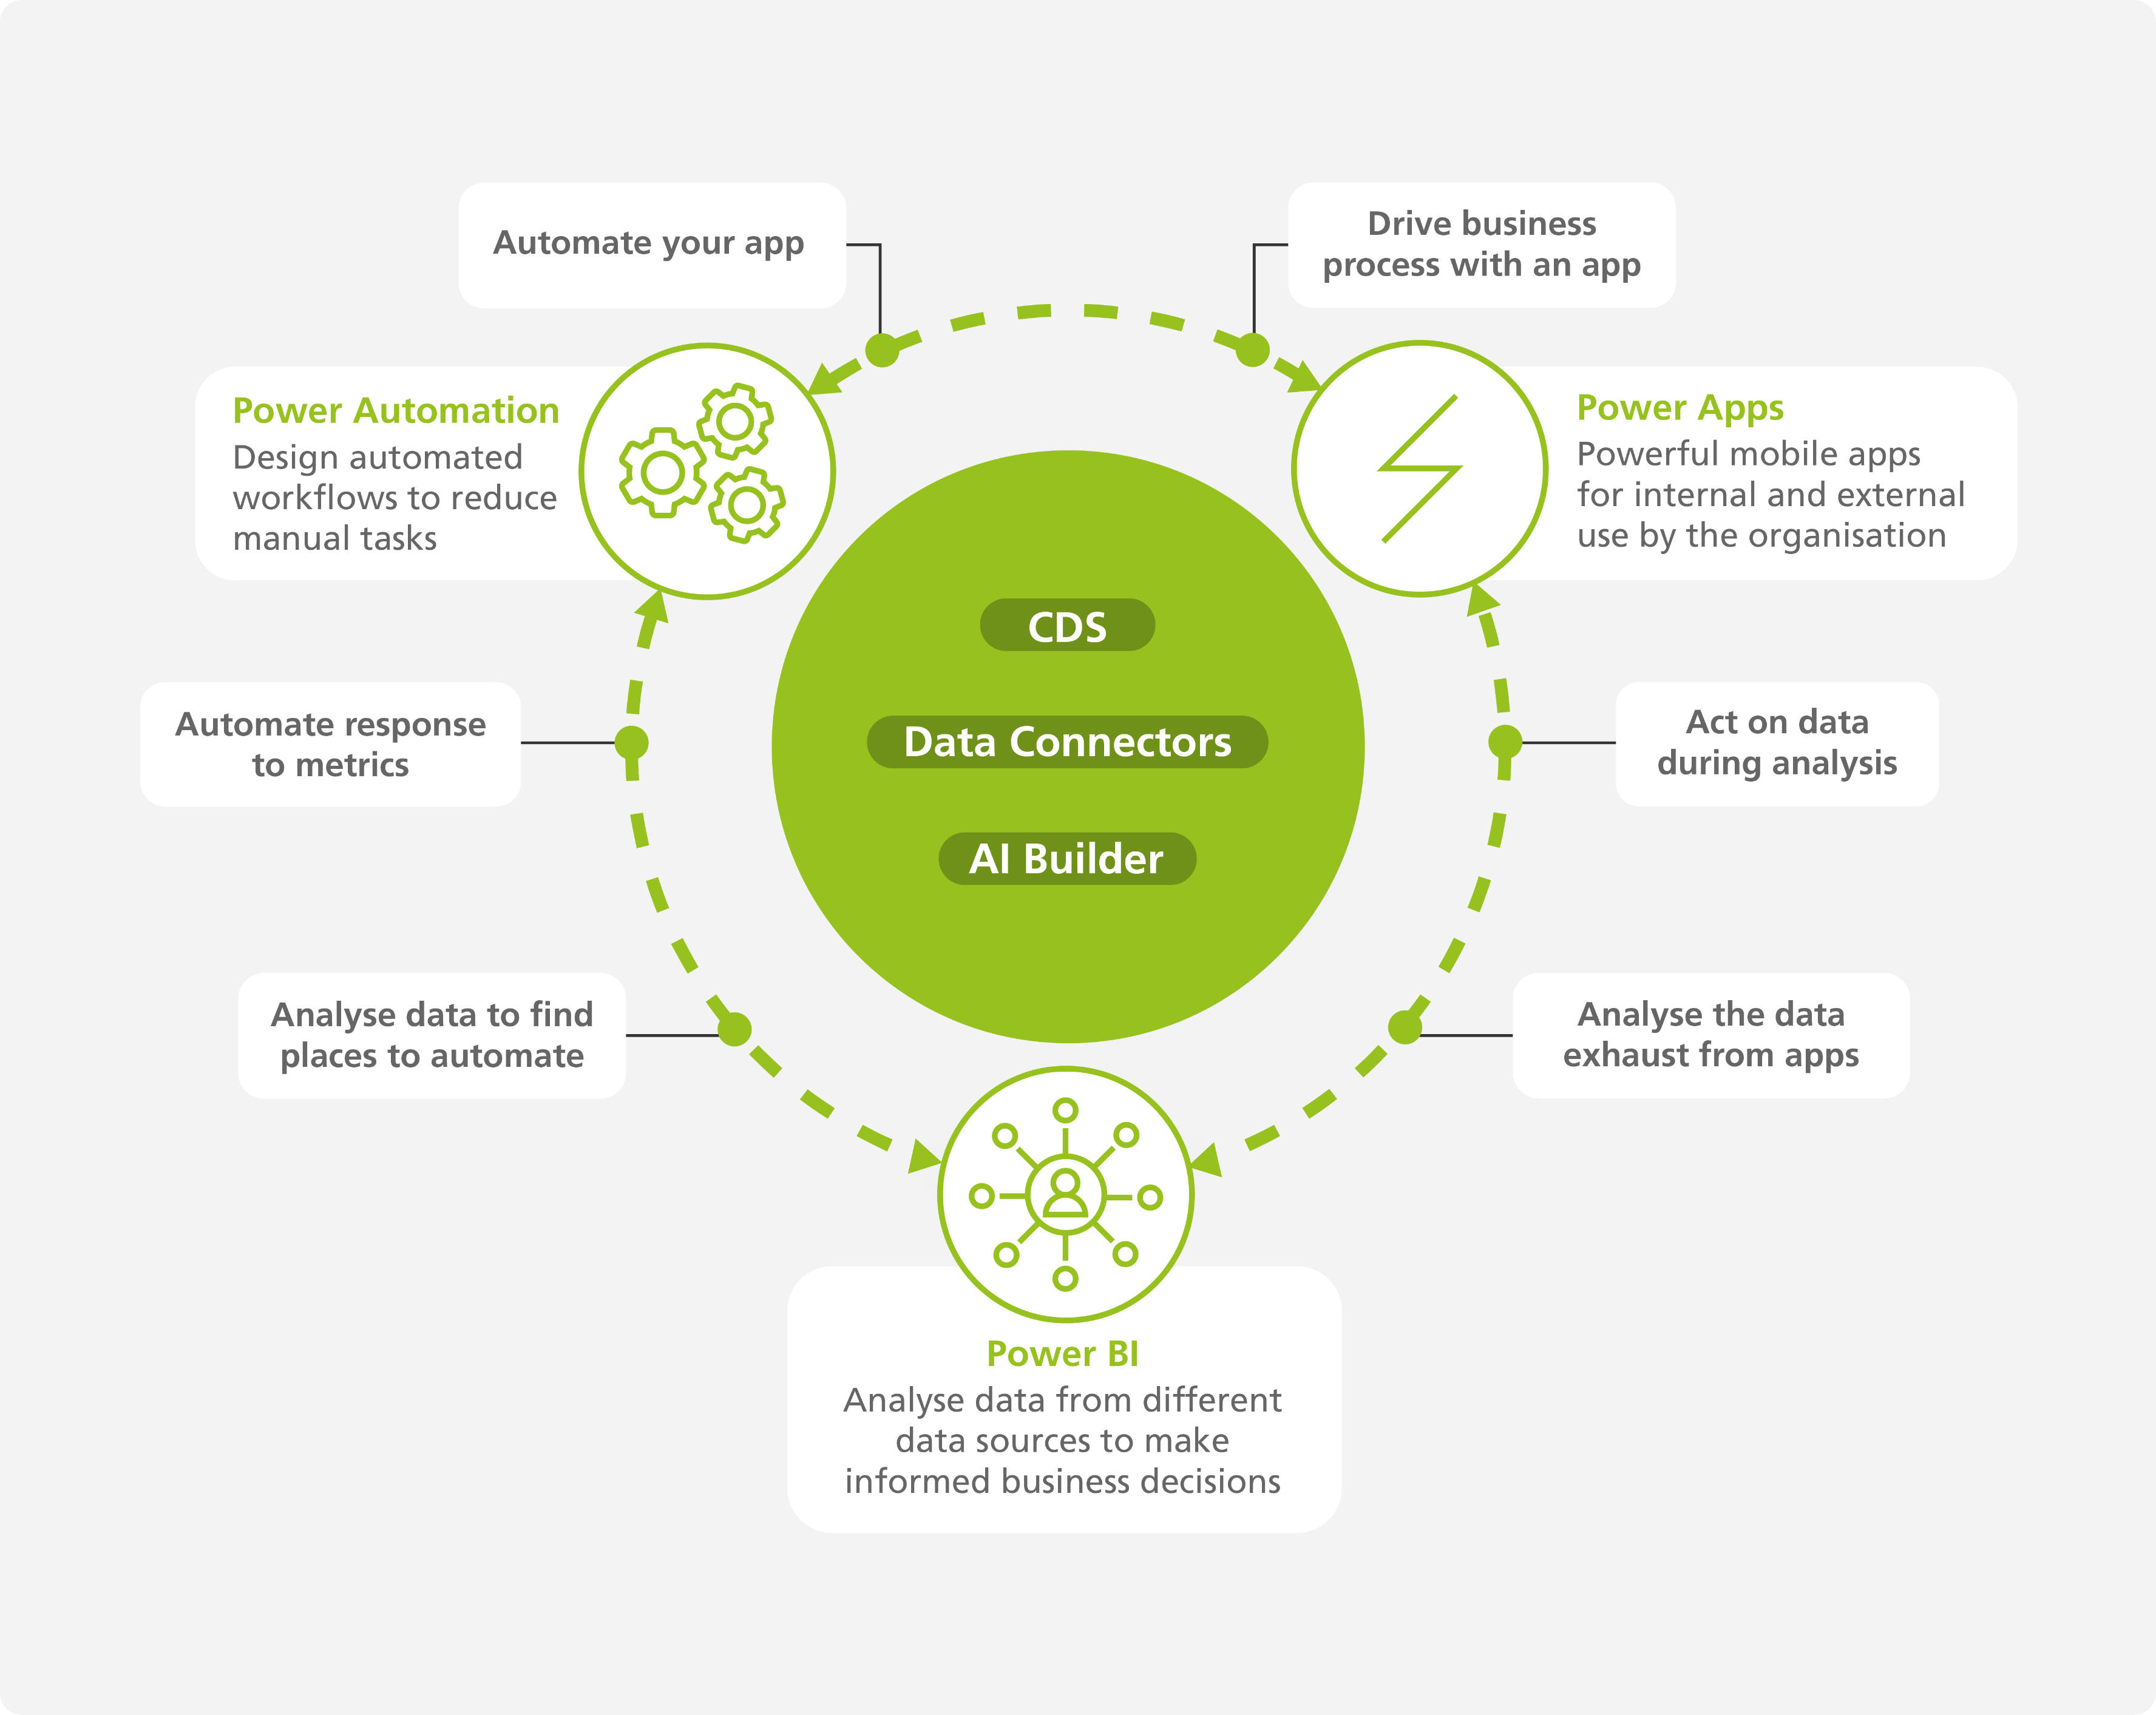 Automate your app
Drive business
process with an app
Power Automation
Design automated
workflows to reduce
manual tasks
Power Apps
Powerful mobile apps
for internal and external
use by the organisation
CDS
Data Connectors
AI Builder
Automate response
to metrics
Act on data
during analysis
Analyse data to find
places to automate
Analyse the data
exhaust from apps
Power BI
Analyse data from different
data sources to make
informed business decisions